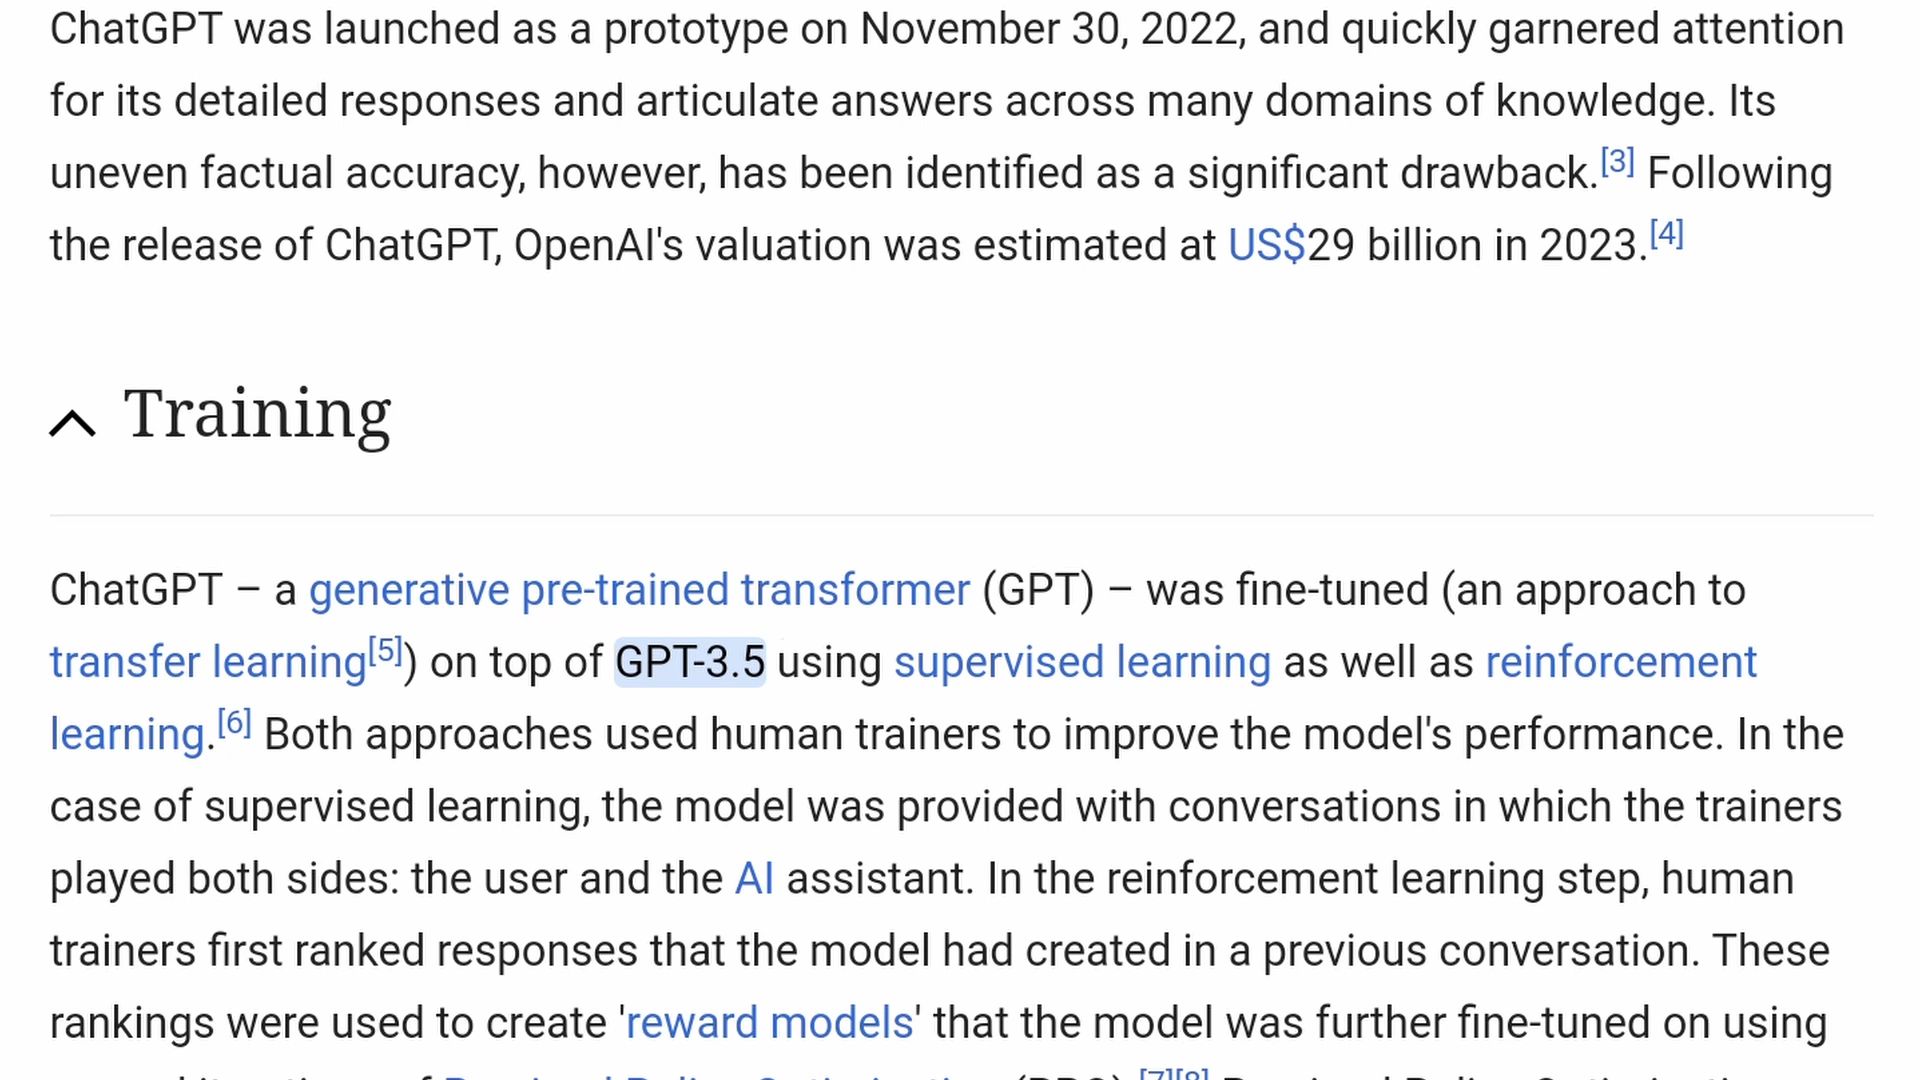 ChatGPT was launched as a prototype on November 30, 2022, and quickly garnered attention
for its detailed responses and articulate answers across many domains of knowledge. Its
uneven factual accuracy, however, has been identified as a significant drawback.[3] Following
the release of ChatGPT, OpenAI's valuation was estimated at US$29 billion in 2023.[4]
Training
ChatGPT – a generative pre-trained transformer (GPT) – was fine-tuned (an approach to
transfer learning[5]) on top of GPT-3.5 using supervised learning as well as reinforcement
learning.[6] Both approaches used human trainers to improve the model's performance. In the
case of supervised learning, the model was provided with conversations in which the trainers
played both sides: the user and the AI assistant. In the reinforcement learning step, human
trainers first ranked responses that the model had created in a previous conversation. These
rankings were used to create 'reward models' that the model was further fine-tuned on using